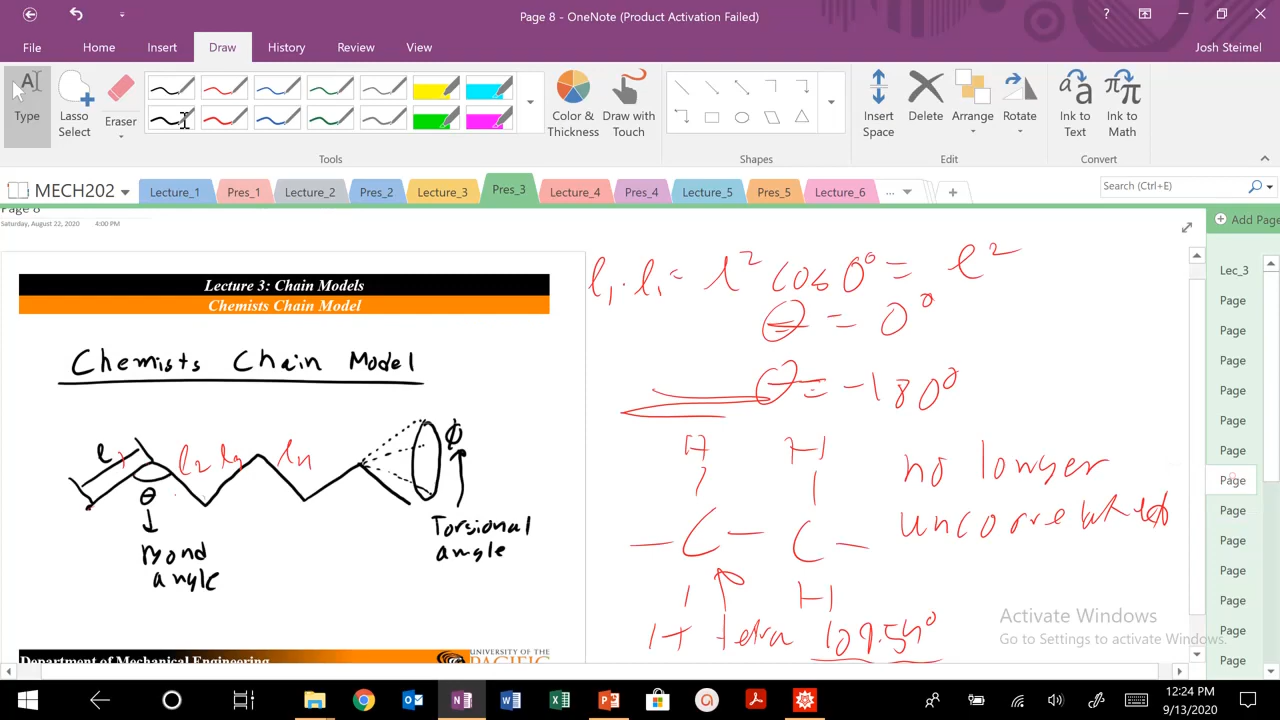 Page 8 - OneNote (Product Activation Failed)
File Home Insert Draw History Review View Josh Steimel
Type Lasso Select Eraser Color & Thickness Draw with Touch Insert Space Delete Arrange Rotate Ink to Text Ink to Math
Tools Shapes Edit Convert
MECH202 Lecture_1 Pres_1 Lecture_2 Pres_2 Lecture_3 Pres_3 Lecture_4 Pres_4 Lecture_5 Pres_5 Lecture_6 ... Search (Ctrl+E)
Page 8
Saturday, August 22, 2020 4:00 PM
Add Page
Lec_3
Page
Page
Page
Page
Page
Page
Page
Page
Page
Page
Page
Page
Page
Lecture 3: Chain Models
Chemists Chain Model
Chemists Chain Model
l₁ l₂ l₃ l₄
θ
Φ
Bond
angle
Torsional
angle
Department of Mechanical Engineering
UNIVERSITY OF THE
PACIFIC
l₁ · l₁ = l² cos 0° = l²
θ = 0°
θ = -180°
H H
C C
H H
tetra 109.54°
no longer
uncorrelated
Activate Windows
Go to Settings to activate Windows.
12:24 PM
9/13/2020